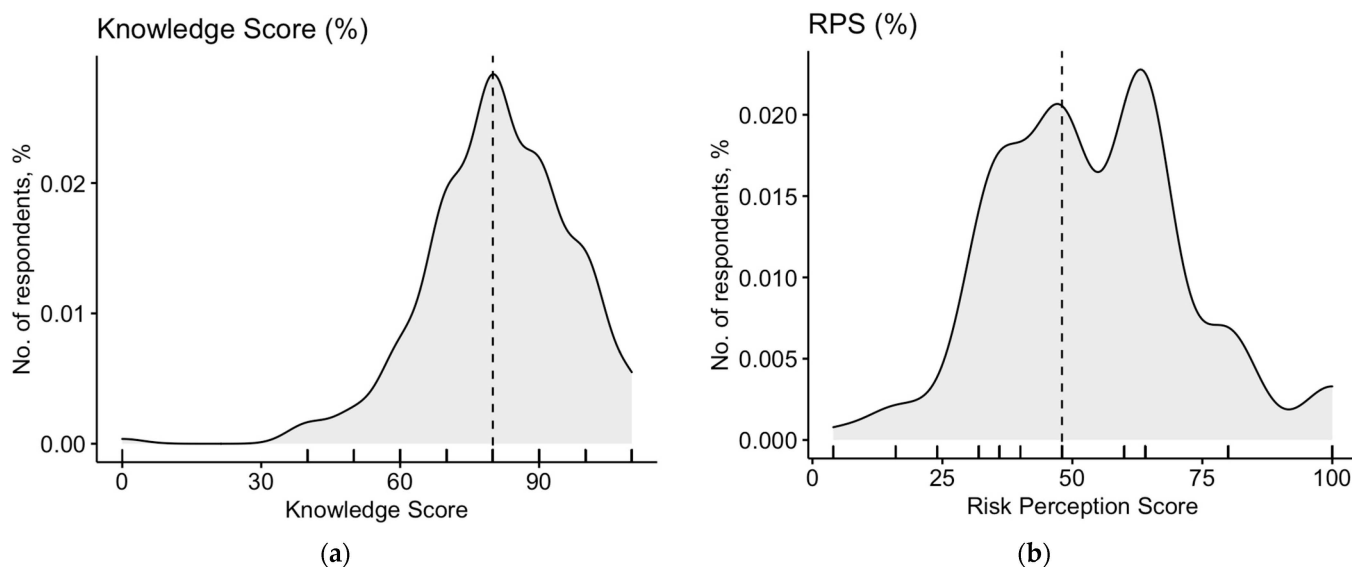 Knowledge Score (%)
No. of respondents, %
0.02
0.01
0.00
0 30 60 90
Knowledge Score
(a)
RPS (%)
No. of respondents, %
0.020
0.015
0.010
0.005
0.000
0 25 50 75 100
Risk Perception Score
(b)